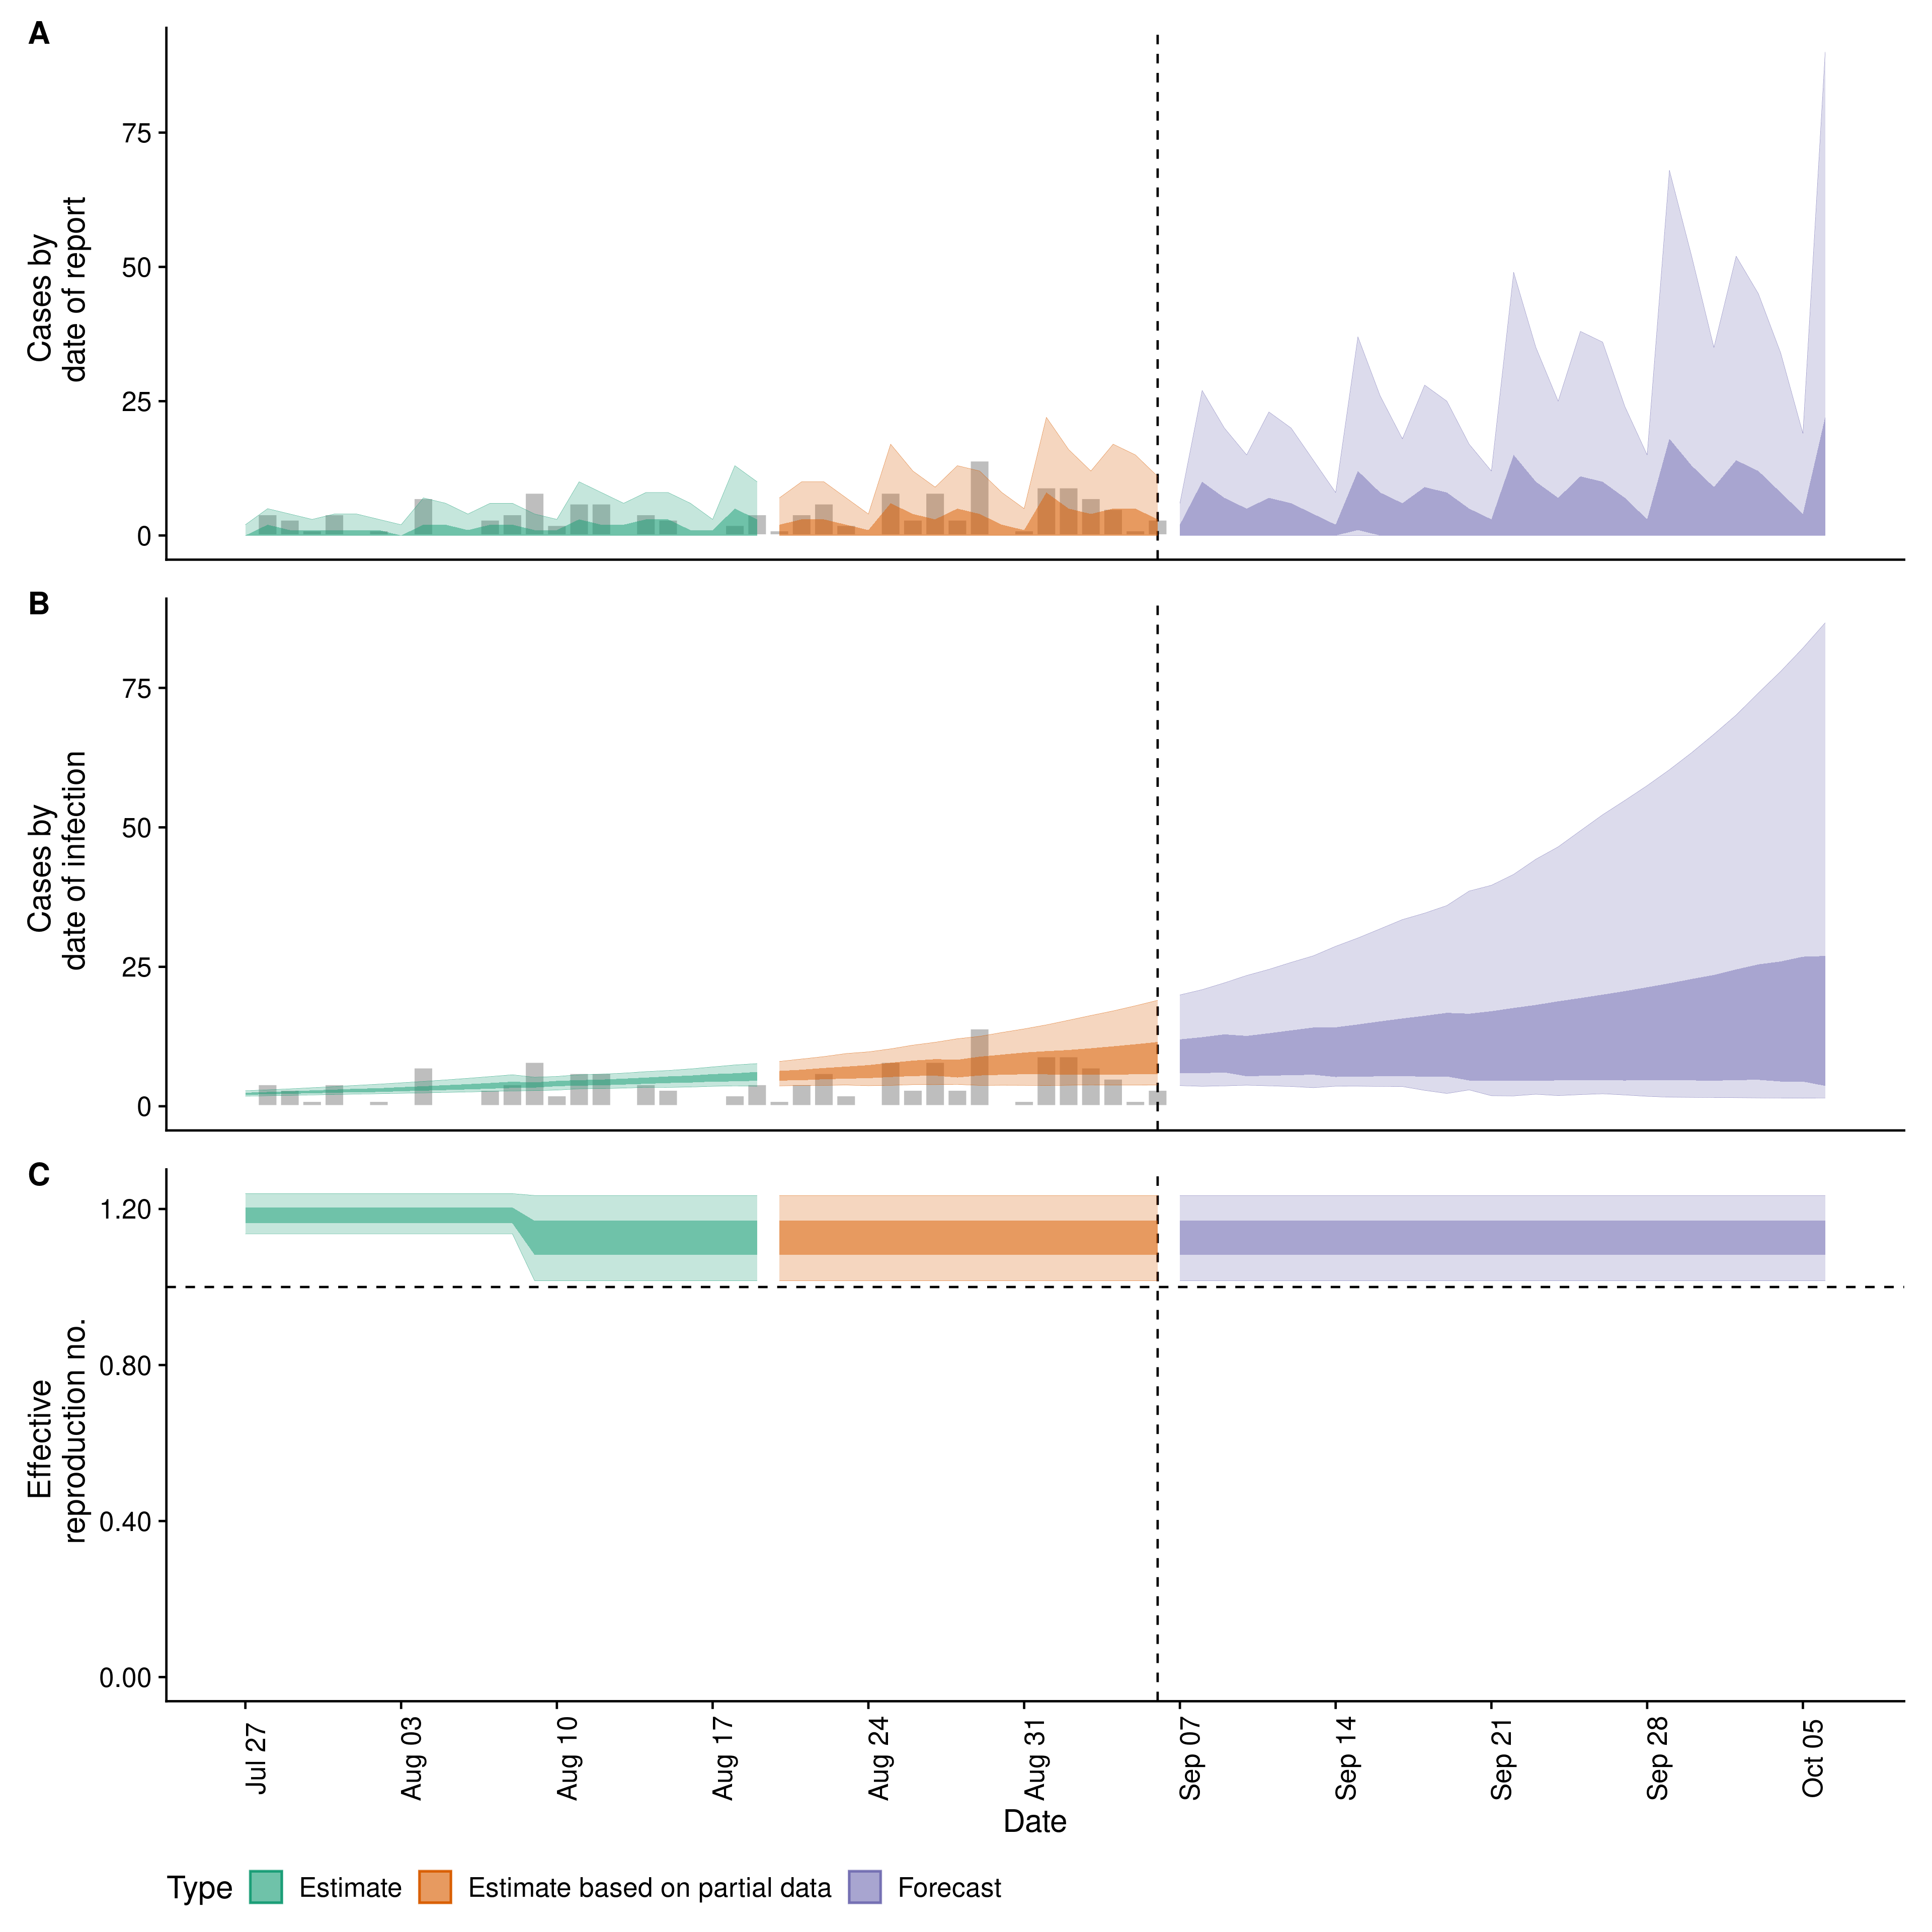 A
Cases by
date of report
75
50
25
0
B
Cases by
date of infection
75
50
25
0
C
Effective
reproduction no.
1.20
0.80
0.40
0.00
Jul 27
Aug 03
Aug 10
Aug 17
Aug 24
Aug 31
Sep 07
Sep 14
Sep 21
Sep 28
Oct 05
Date
Type Estimate Estimate based on partial data Forecast